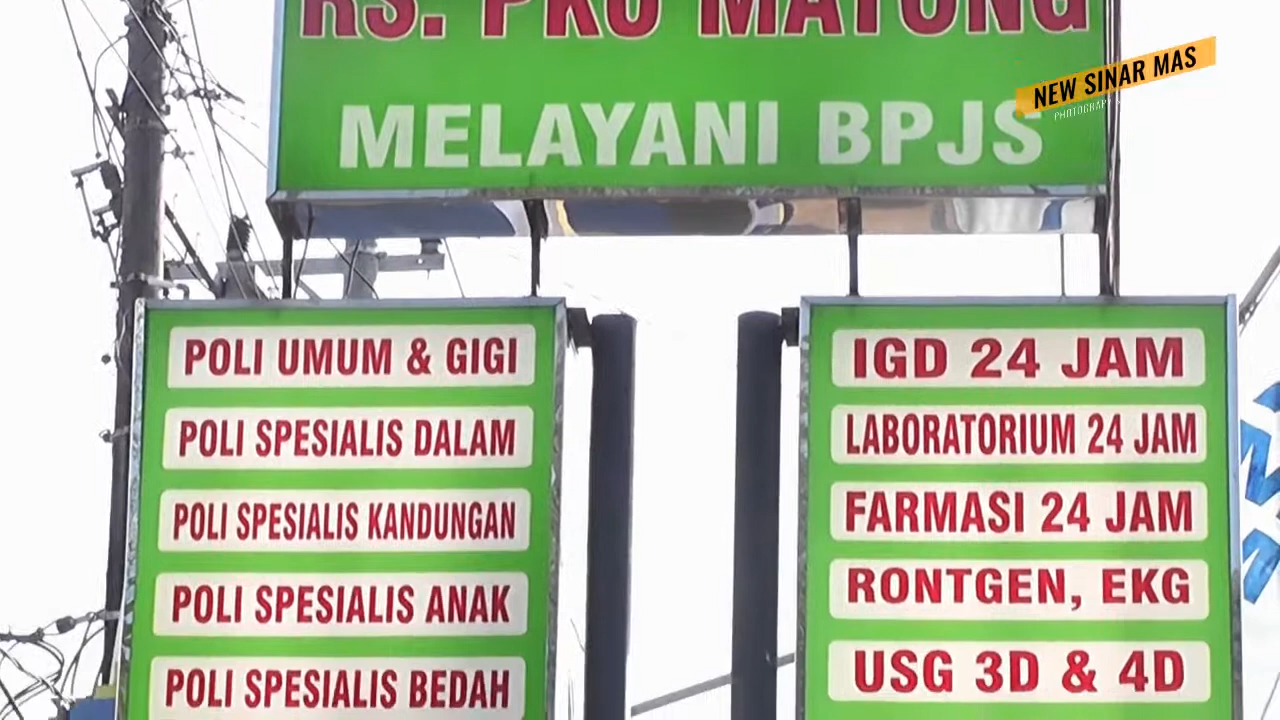 RS. PKU MAYONG
MELAYANI BPJS
NEW SINAR MAS
PHOTOGRAPY
POLI UMUM & GIGI
POLI SPESIALIS DALAM
POLI SPESIALIS KANDUNGAN
POLI SPESIALIS ANAK
POLI SPESIALIS BEDAH
IGD 24 JAM
LABORATORIUM 24 JAM
FARMASI 24 JAM
RONTGEN, EKG
USG 3D & 4D